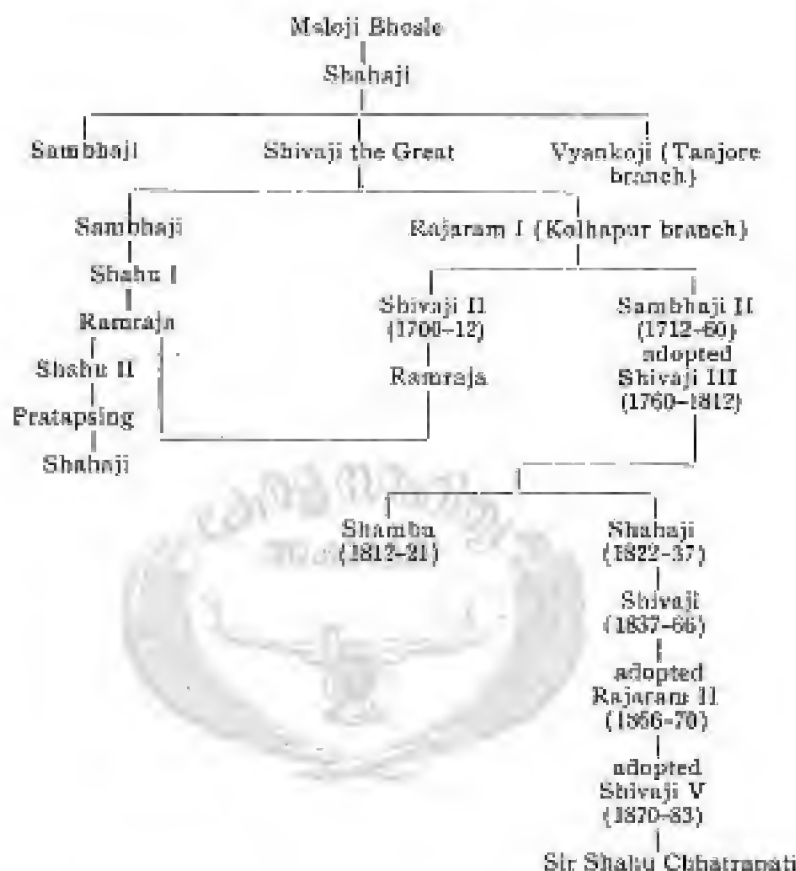 Maloji Bhosle
Shahaji
Sambhaji Shivaji the Great Vyankoji (Tanjore
branch)
Sambhaji Rajaram I (Kolhapur branch)
Shahu I
Ramraja
Shivaji II Sambhaji II
(1700-12) (1712-60)
adopted
Shahu II Ramraja Shivaji III
(1760-1812)
Pratapsing
Shahaji
Shambu Shahaji
(1812-21) (1822-37)
Shivaji
(1837-66)
adopted
Rajaram II
(1866-70)
adopted
Shivaji V
(1870-83)
Sir Shahu Chhatrapati